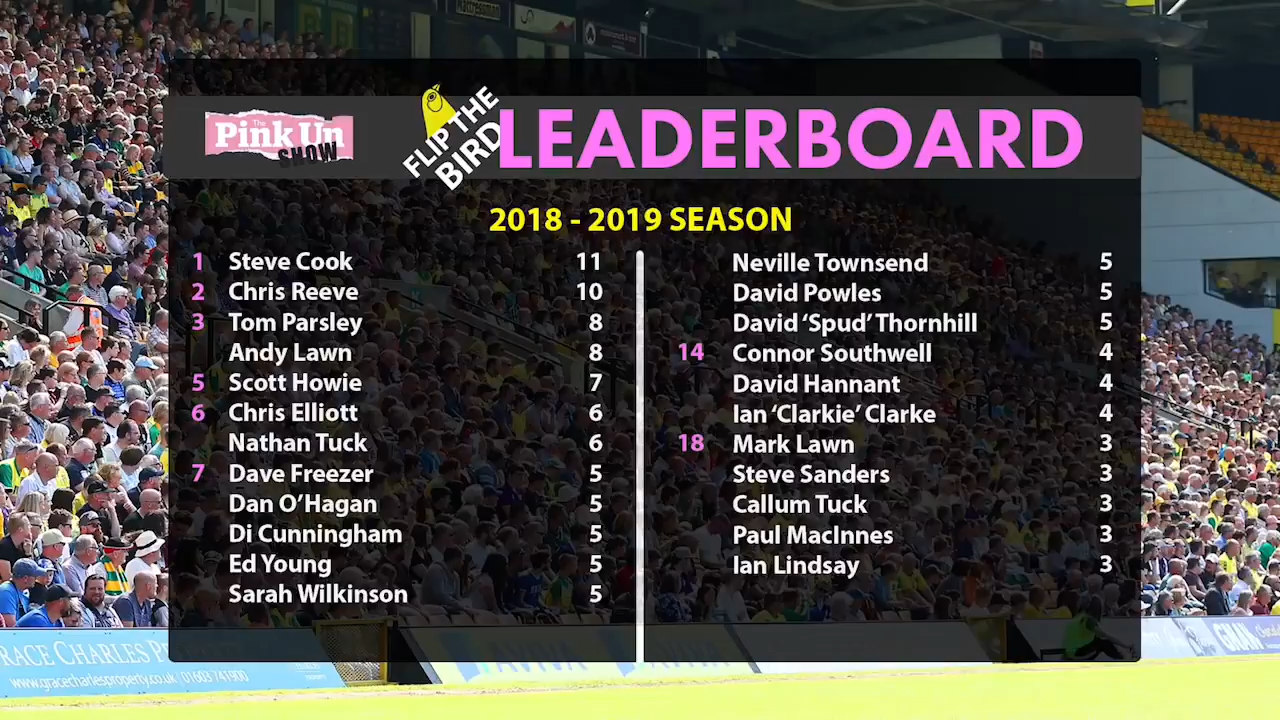 Mattressman
The
Pink Un
SHOW
FLIP THE
BIRD
LEADERBOARD
2018 - 2019 SEASON
1 Steve Cook 11
2 Chris Reeve 10
3 Tom Parsley 8
Andy Lawn 8
5 Scott Howie 7
6 Chris Elliott 6
Nathan Tuck 6
7 Dave Freezer 5
Dan O’Hagan 5
Di Cunningham 5
Ed Young 5
Sarah Wilkinson 5
Neville Townsend 5
David Powles 5
David ‘Spud’ Thornhill 5
14 Connor Southwell 4
David Hannant 4
Ian ‘Clarkie’ Clarke 4
18 Mark Lawn 3
Steve Sanders 3
Callum Tuck 3
Paul MacInnes 3
Ian Lindsay 3
RACE CHARLES
www.gracecharlesproperty.co.uk 01603 741900
AVIVA
AVIVA